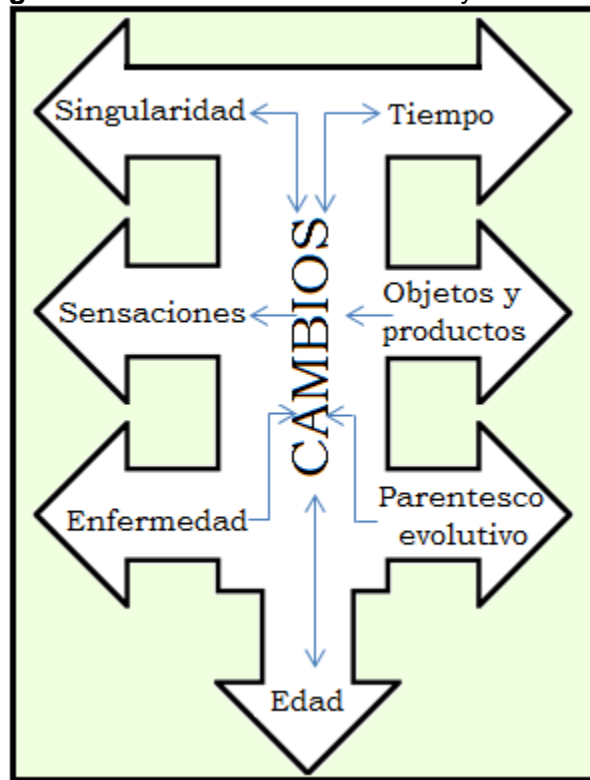 Singularidad
Tiempo
CAMBIOS
Sensaciones
Objetos y
productos
Enfermedad
Parentesco
evolutivo
Edad